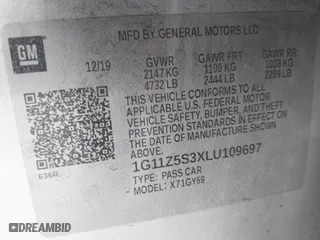 MFD BY GENERAL MOTORS LLC
GM
12/19 GVWR GAWR FRT GAWR RR
2147 KG 1109 KG 1038 KG
4732 LB 2444 LB 2289 LB
THIS VEHICLE CONFORMS TO ALL APPLICABLE
U.S. FEDERAL MOTOR VEHICLE
SAFETY, BUMPER, AND THEFT
PREVENTION STANDARDS IN EFFECT ON
THE DATE OF MANUFACTURE SHOWN ABOVE.
1G11Z5S3XLU109697
TYPE: PASS CAR
636R. MODEL: X71GY69
© DREAMBID